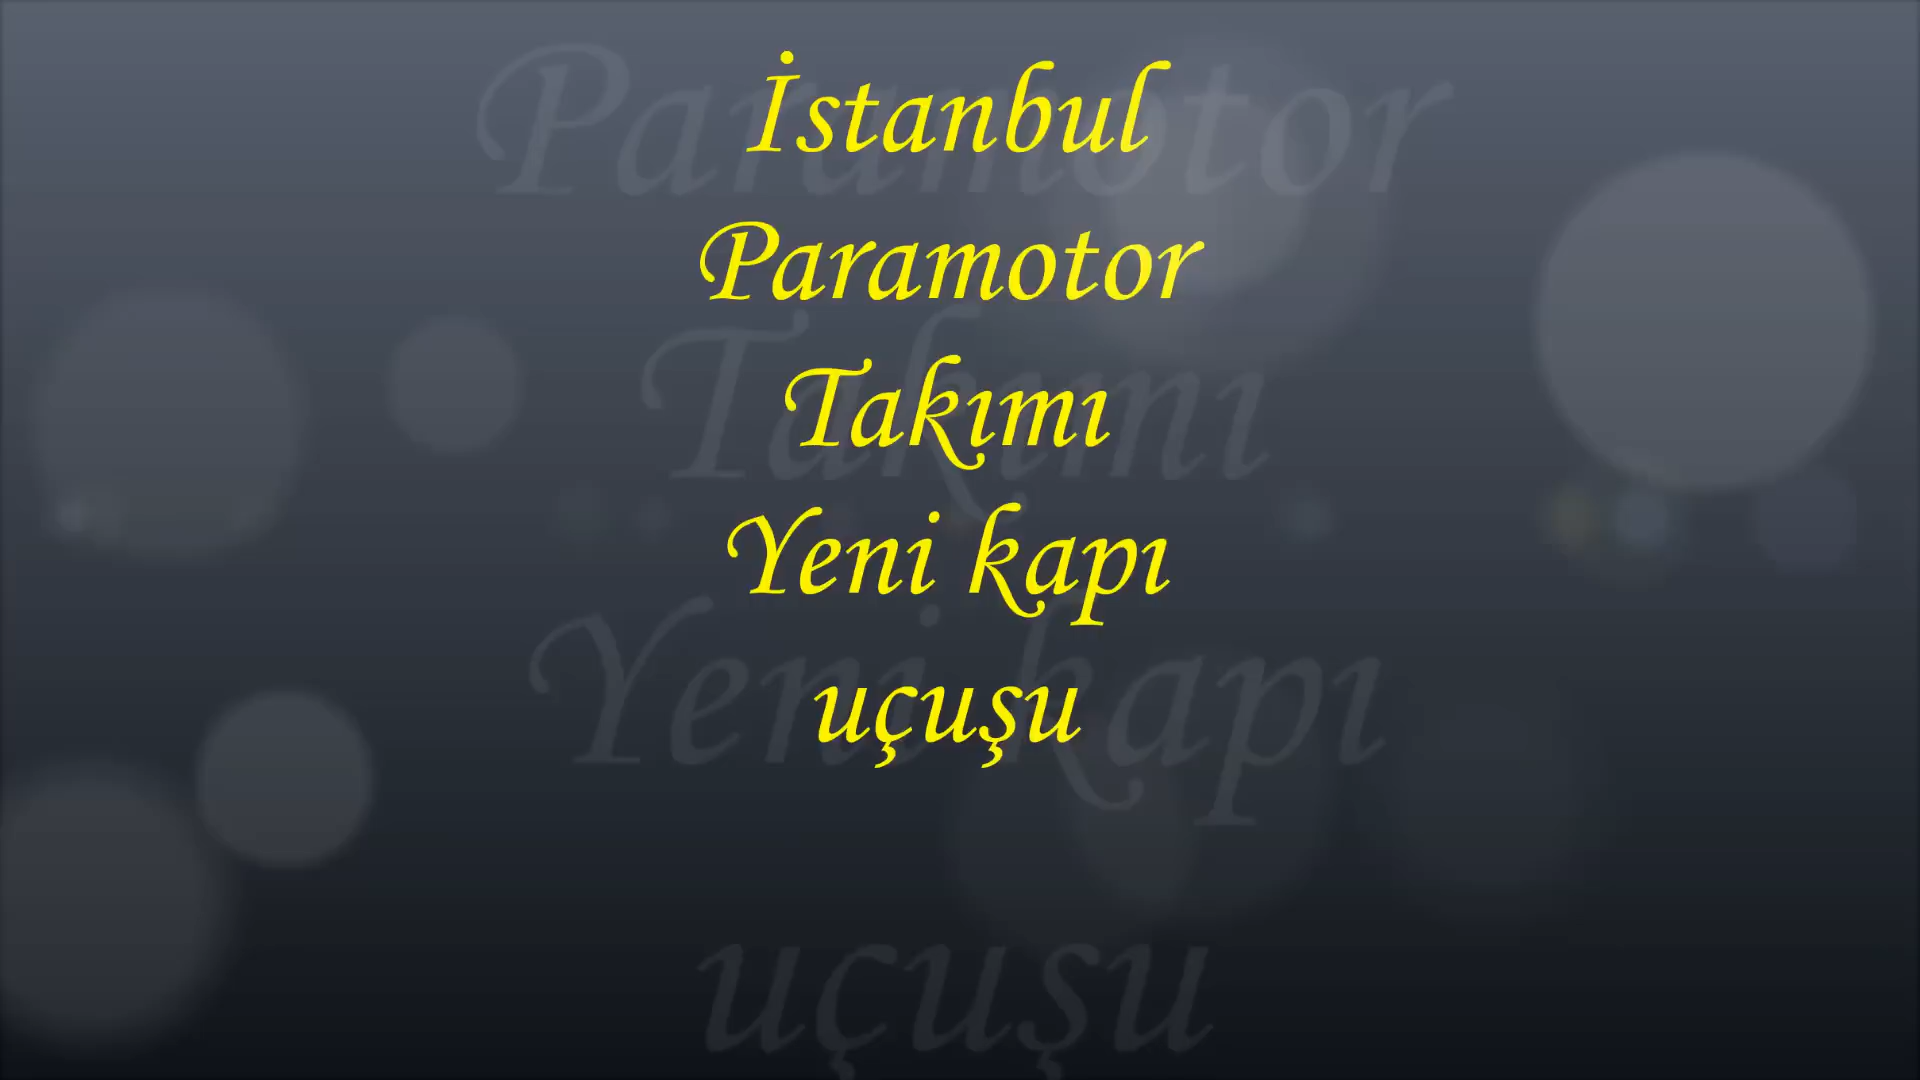 İstanbul
Paramotor
Takımı
Yeni kapı
uçuşu